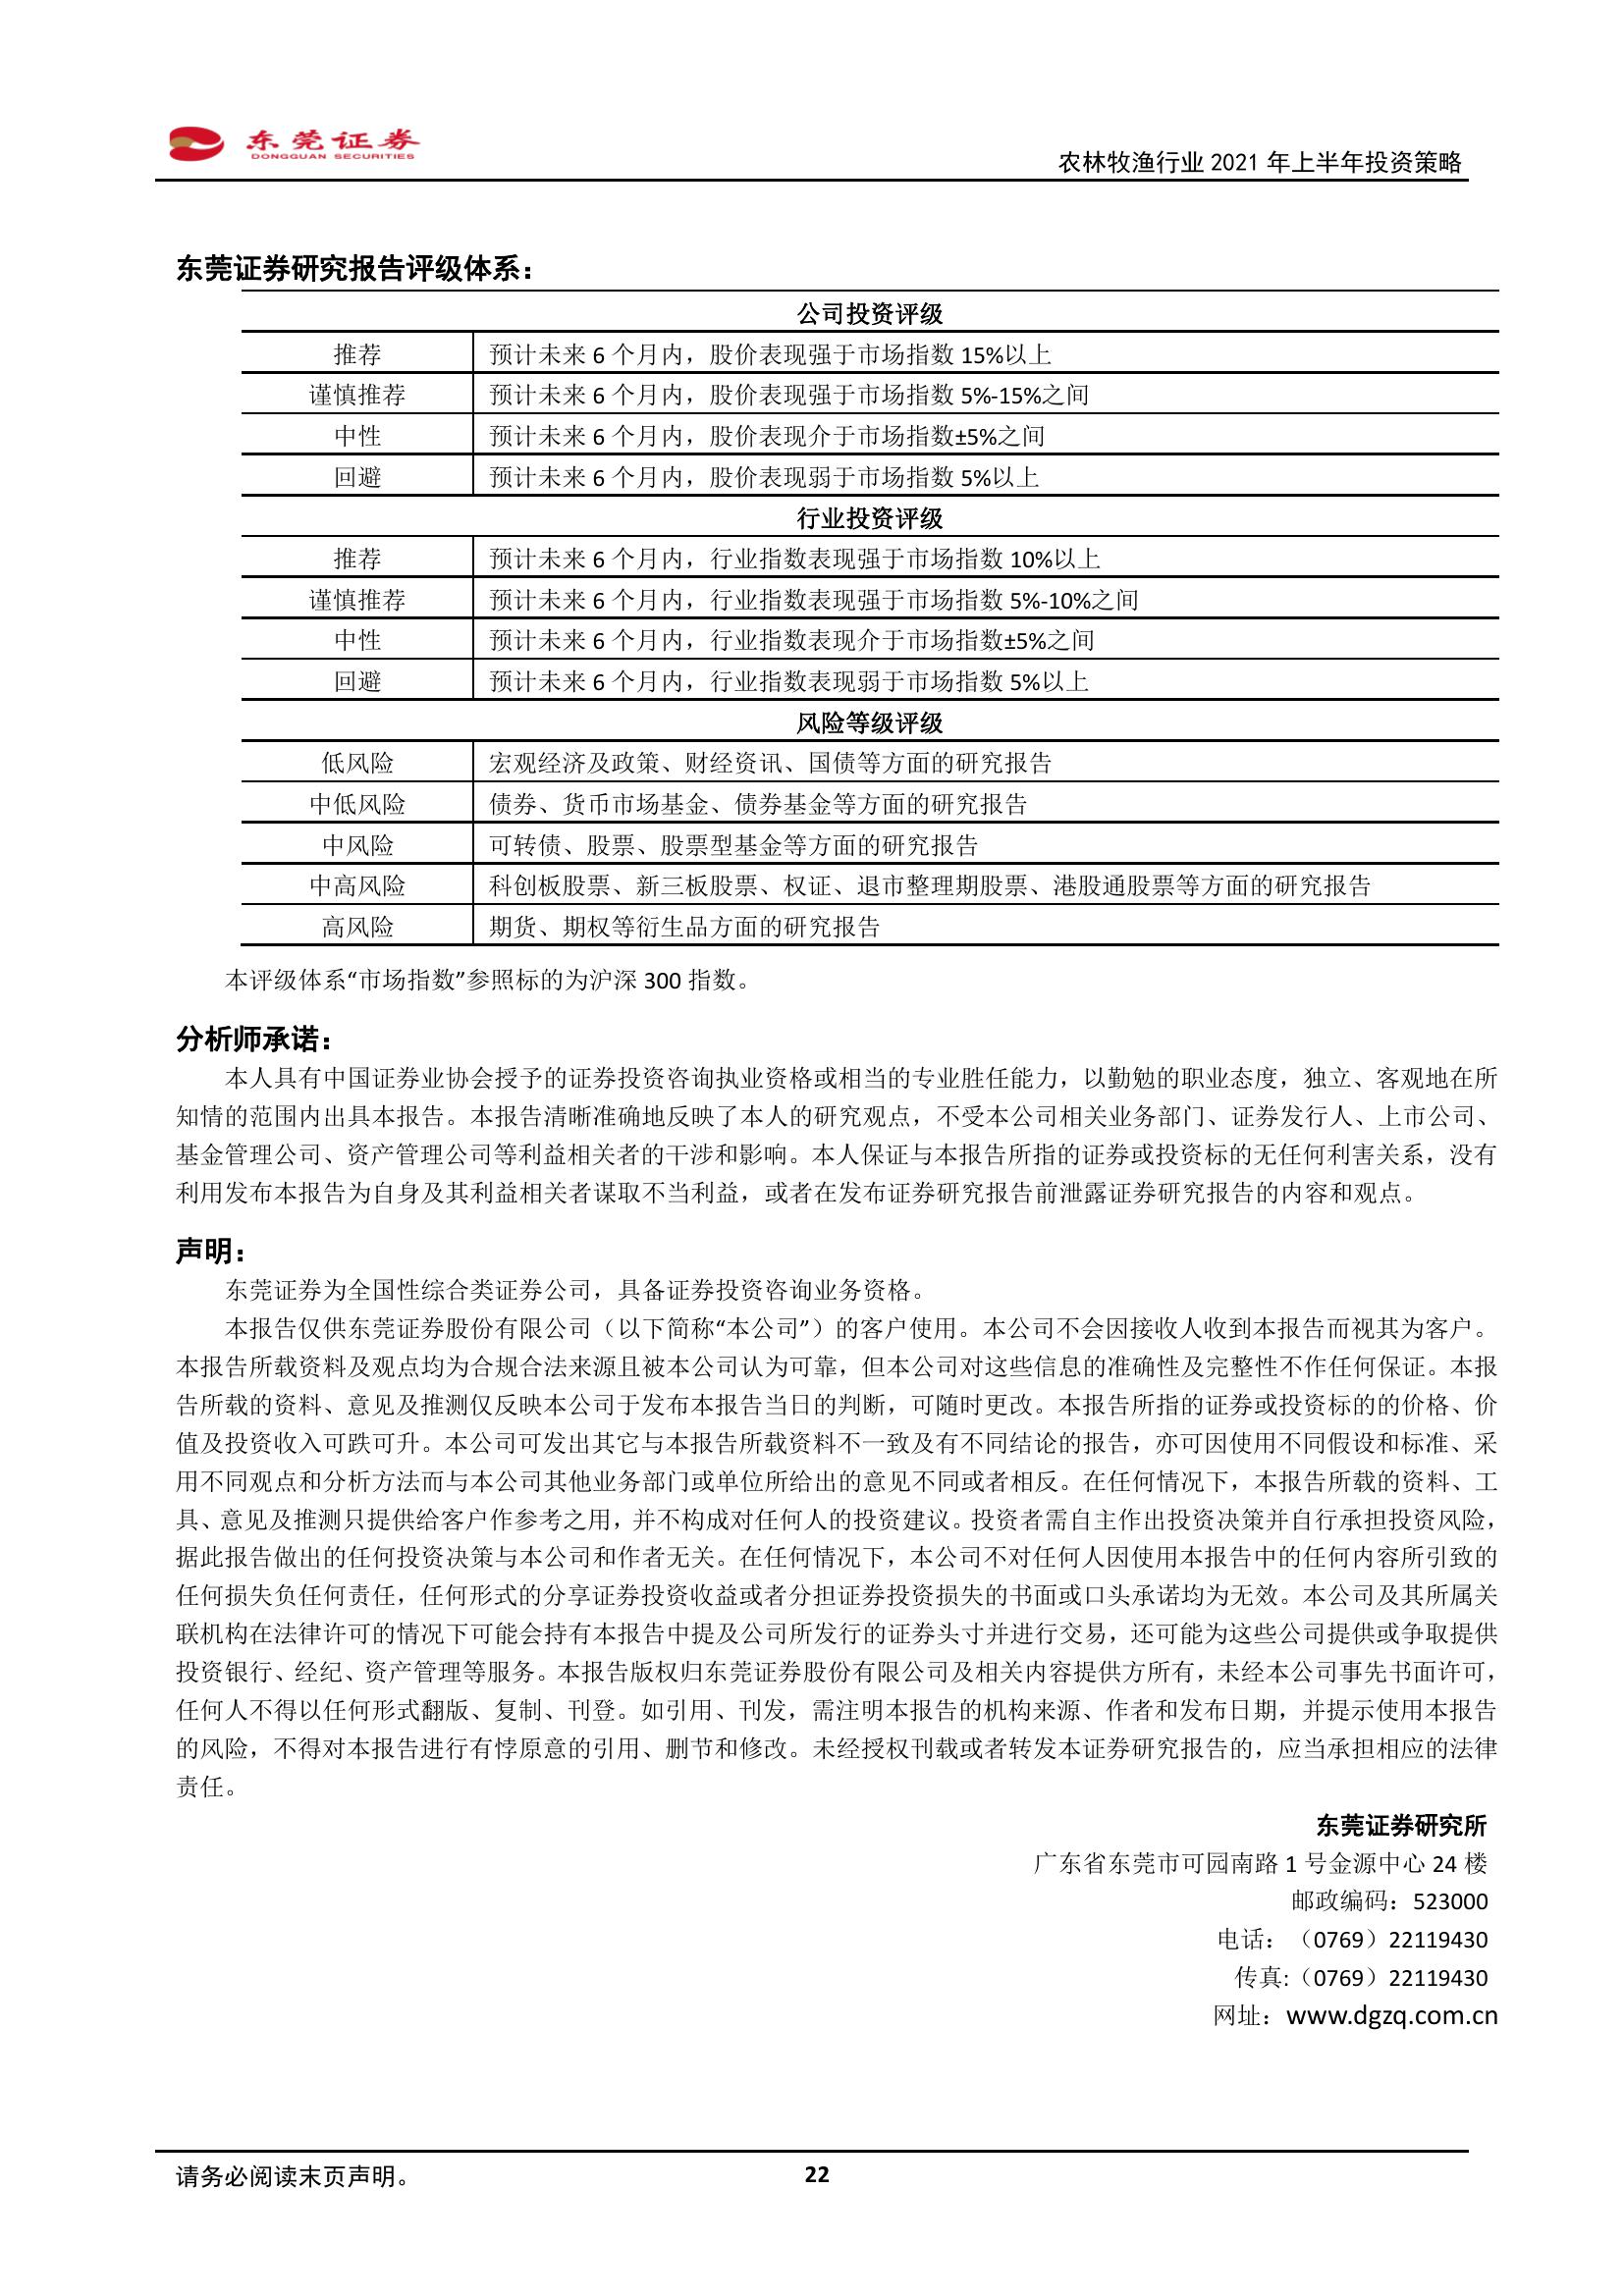 东莞证券
DONGGUAN SECURITIES
农林牧渔行业 2021 年上半年投资策略
东莞证券研究报告评级体系：
公司投资评级
推荐 预计未来 6 个月内，股价表现强于市场指数 15%以上
谨慎推荐 预计未来 6 个月内，股价表现强于市场指数 5%-15%之间
中性 预计未来 6 个月内，股价表现介于市场指数±5%之间
回避 预计未来 6 个月内，股价表现弱于市场指数 5%以上
行业投资评级
推荐 预计未来 6 个月内，行业指数表现强于市场指数 10%以上
谨慎推荐 预计未来 6 个月内，行业指数表现强于市场指数 5%-10%之间
中性 预计未来 6 个月内，行业指数表现介于市场指数±5%之间
回避 预计未来 6 个月内，行业指数表现弱于市场指数 5%以上
风险等级评级
低风险 宏观经济及政策、财经资讯、国债等方面的研究报告
中低风险 债券、货币市场基金、债券基金等方面的研究报告
中风险 可转债、股票、股票型基金等方面的研究报告
中高风险 科创板股票、新三板股票、权证、退市整理期股票、港股通股票等方面的研究报告
高风险 期货、期权等衍生品方面的研究报告
本评级体系“市场指数”参照标的为沪深 300 指数。
分析师承诺：
本人具有中国证券业协会授予的证券投资咨询执业资格或相当的专业胜任能力，以勤勉的职业态度，独立、客观地在所
知情的范围内出具本报告。本报告清晰准确地反映了本人的研究观点，不受本公司相关业务部门、证券发行人、上市公司、
基金管理公司、资产管理公司等利益相关者的干涉和影响。本人保证与本报告所指的证券或投资标的无任何利害关系，没有
利用发布本报告为自身及其利益相关者谋取不当利益，或者在发布证券研究报告前泄露证券研究报告的内容和观点。
声明：
东莞证券为全国性综合类证券公司，具备证券投资咨询业务资格。
本报告仅供东莞证券股份有限公司（以下简称“本公司”）的客户使用。本公司不会因接收人收到本报告而视其为客户。
本报告所载资料及观点均为合规合法来源且被本公司认为可靠，但本公司对这些信息的准确性及完整性不作任何保证。本报
告所载的资料、意见及推测仅反映本公司于发布本报告当日的判断，可随时更改。本报告所指的证券或投资标的的价格、价
值及投资收入可跌可升。本公司可发出其它与本报告所载资料不一致及有不同结论的报告，亦可因使用不同假设和标准、采
用不同观点和分析方法而与本公司其他业务部门或单位所给出的意见不同或者相反。在任何情况下，本报告所载的资料、工
具、意见及推测只提供给客户作参考之用，并不构成对任何人的投资建议。投资者需自主作出投资决策并自行承担投资风险，
据此报告做出的任何投资决策与本公司和作者无关。在任何情况下，本公司不对任何人因使用本报告中的任何内容所引致的
任何损失负任何责任，任何形式的分享证券投资收益或者分担证券投资损失的书面或口头承诺均为无效。本公司及其所属关
联机构在法律许可的情况下可能会持有本报告中提及公司所发行的证券头寸并进行交易，还可能为这些公司提供或争取提供
投资银行、经纪、资产管理等服务。本报告版权归东莞证券股份有限公司及相关内容提供方所有，未经本公司事先书面许可，
任何人不得以任何形式翻版、复制、刊登。如引用、刊发，需注明本报告的机构来源、作者和发布日期，并提示使用本报告
的风险，不得对本报告进行有悖原意的引用、删节和修改。未经授权刊载或者转发本证券研究报告的，应当承担相应的法律
责任。
东莞证券研究所
广东省东莞市可园南路 1 号金源中心 24 楼
邮政编码：523000
电话：（0769）22119430
传真:（0769）22119430
网址：www.dgzq.com.cn
请务必阅读末页声明。 22